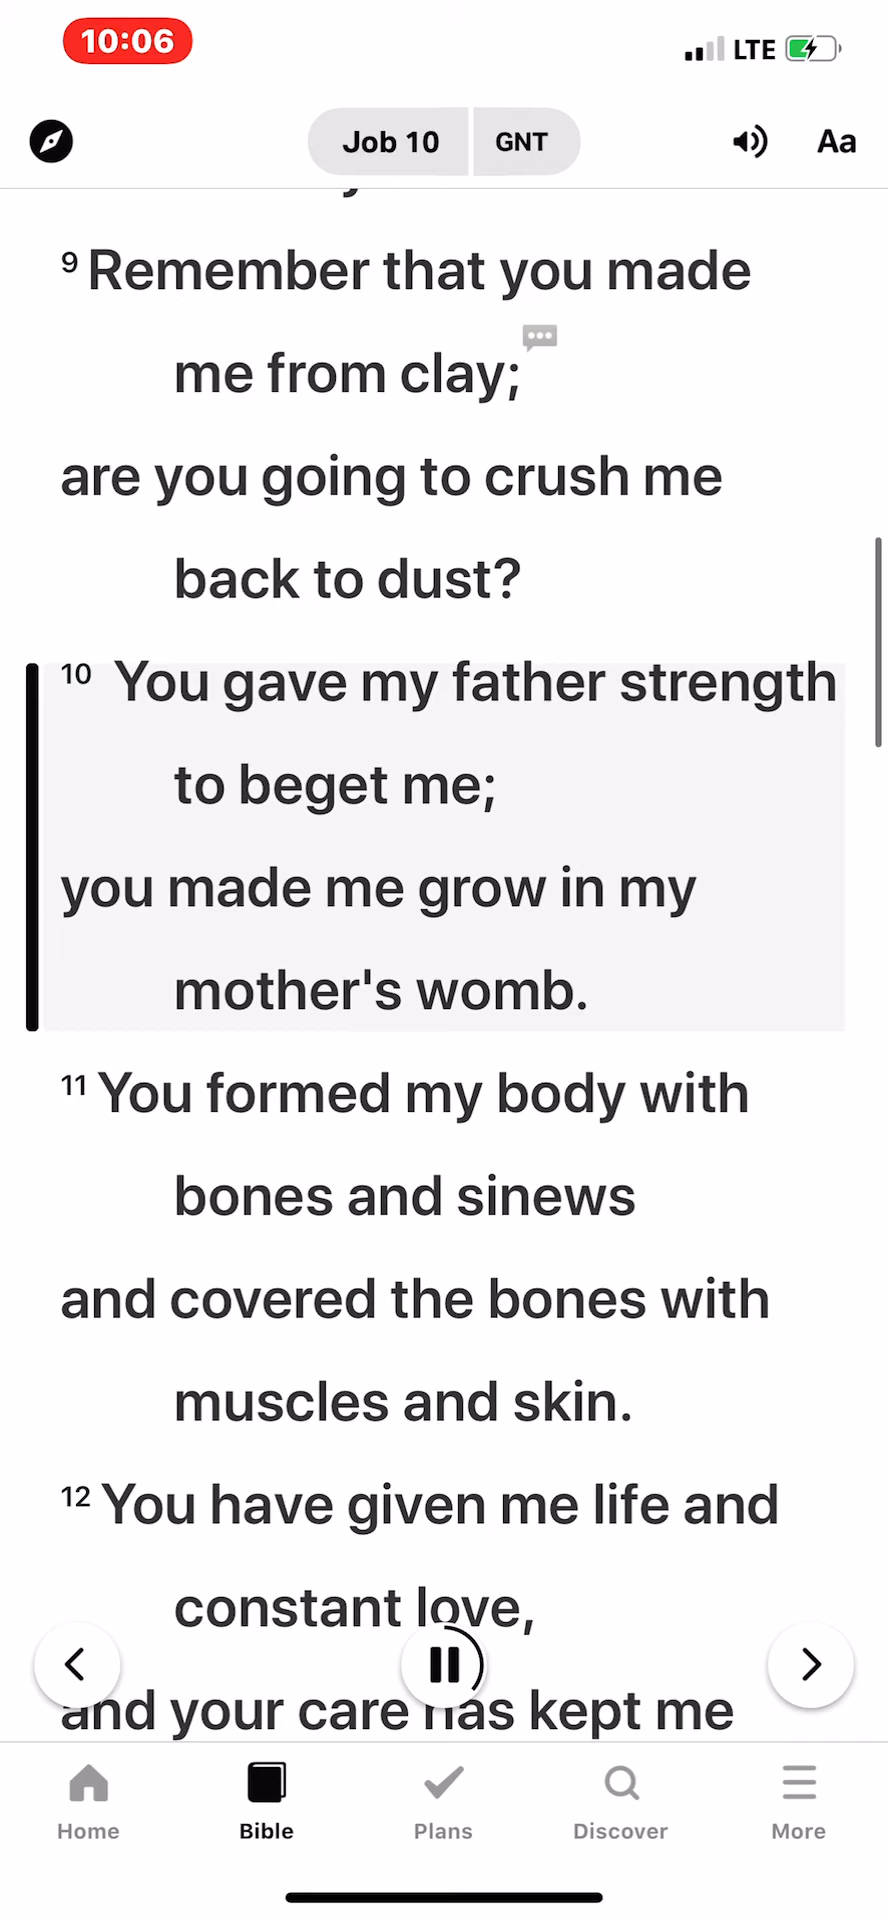 10:06
LTE
Job 10 GNT Aa
9 Remember that you made
me from clay;
are you going to crush me
back to dust?
10 You gave my father strength
to beget me;
you made me grow in my
mother's womb.
11 You formed my body with
bones and sinews
and covered the bones with
muscles and skin.
12 You have given me life and
constant love,
and your care has kept me
Home Bible Plans Discover More